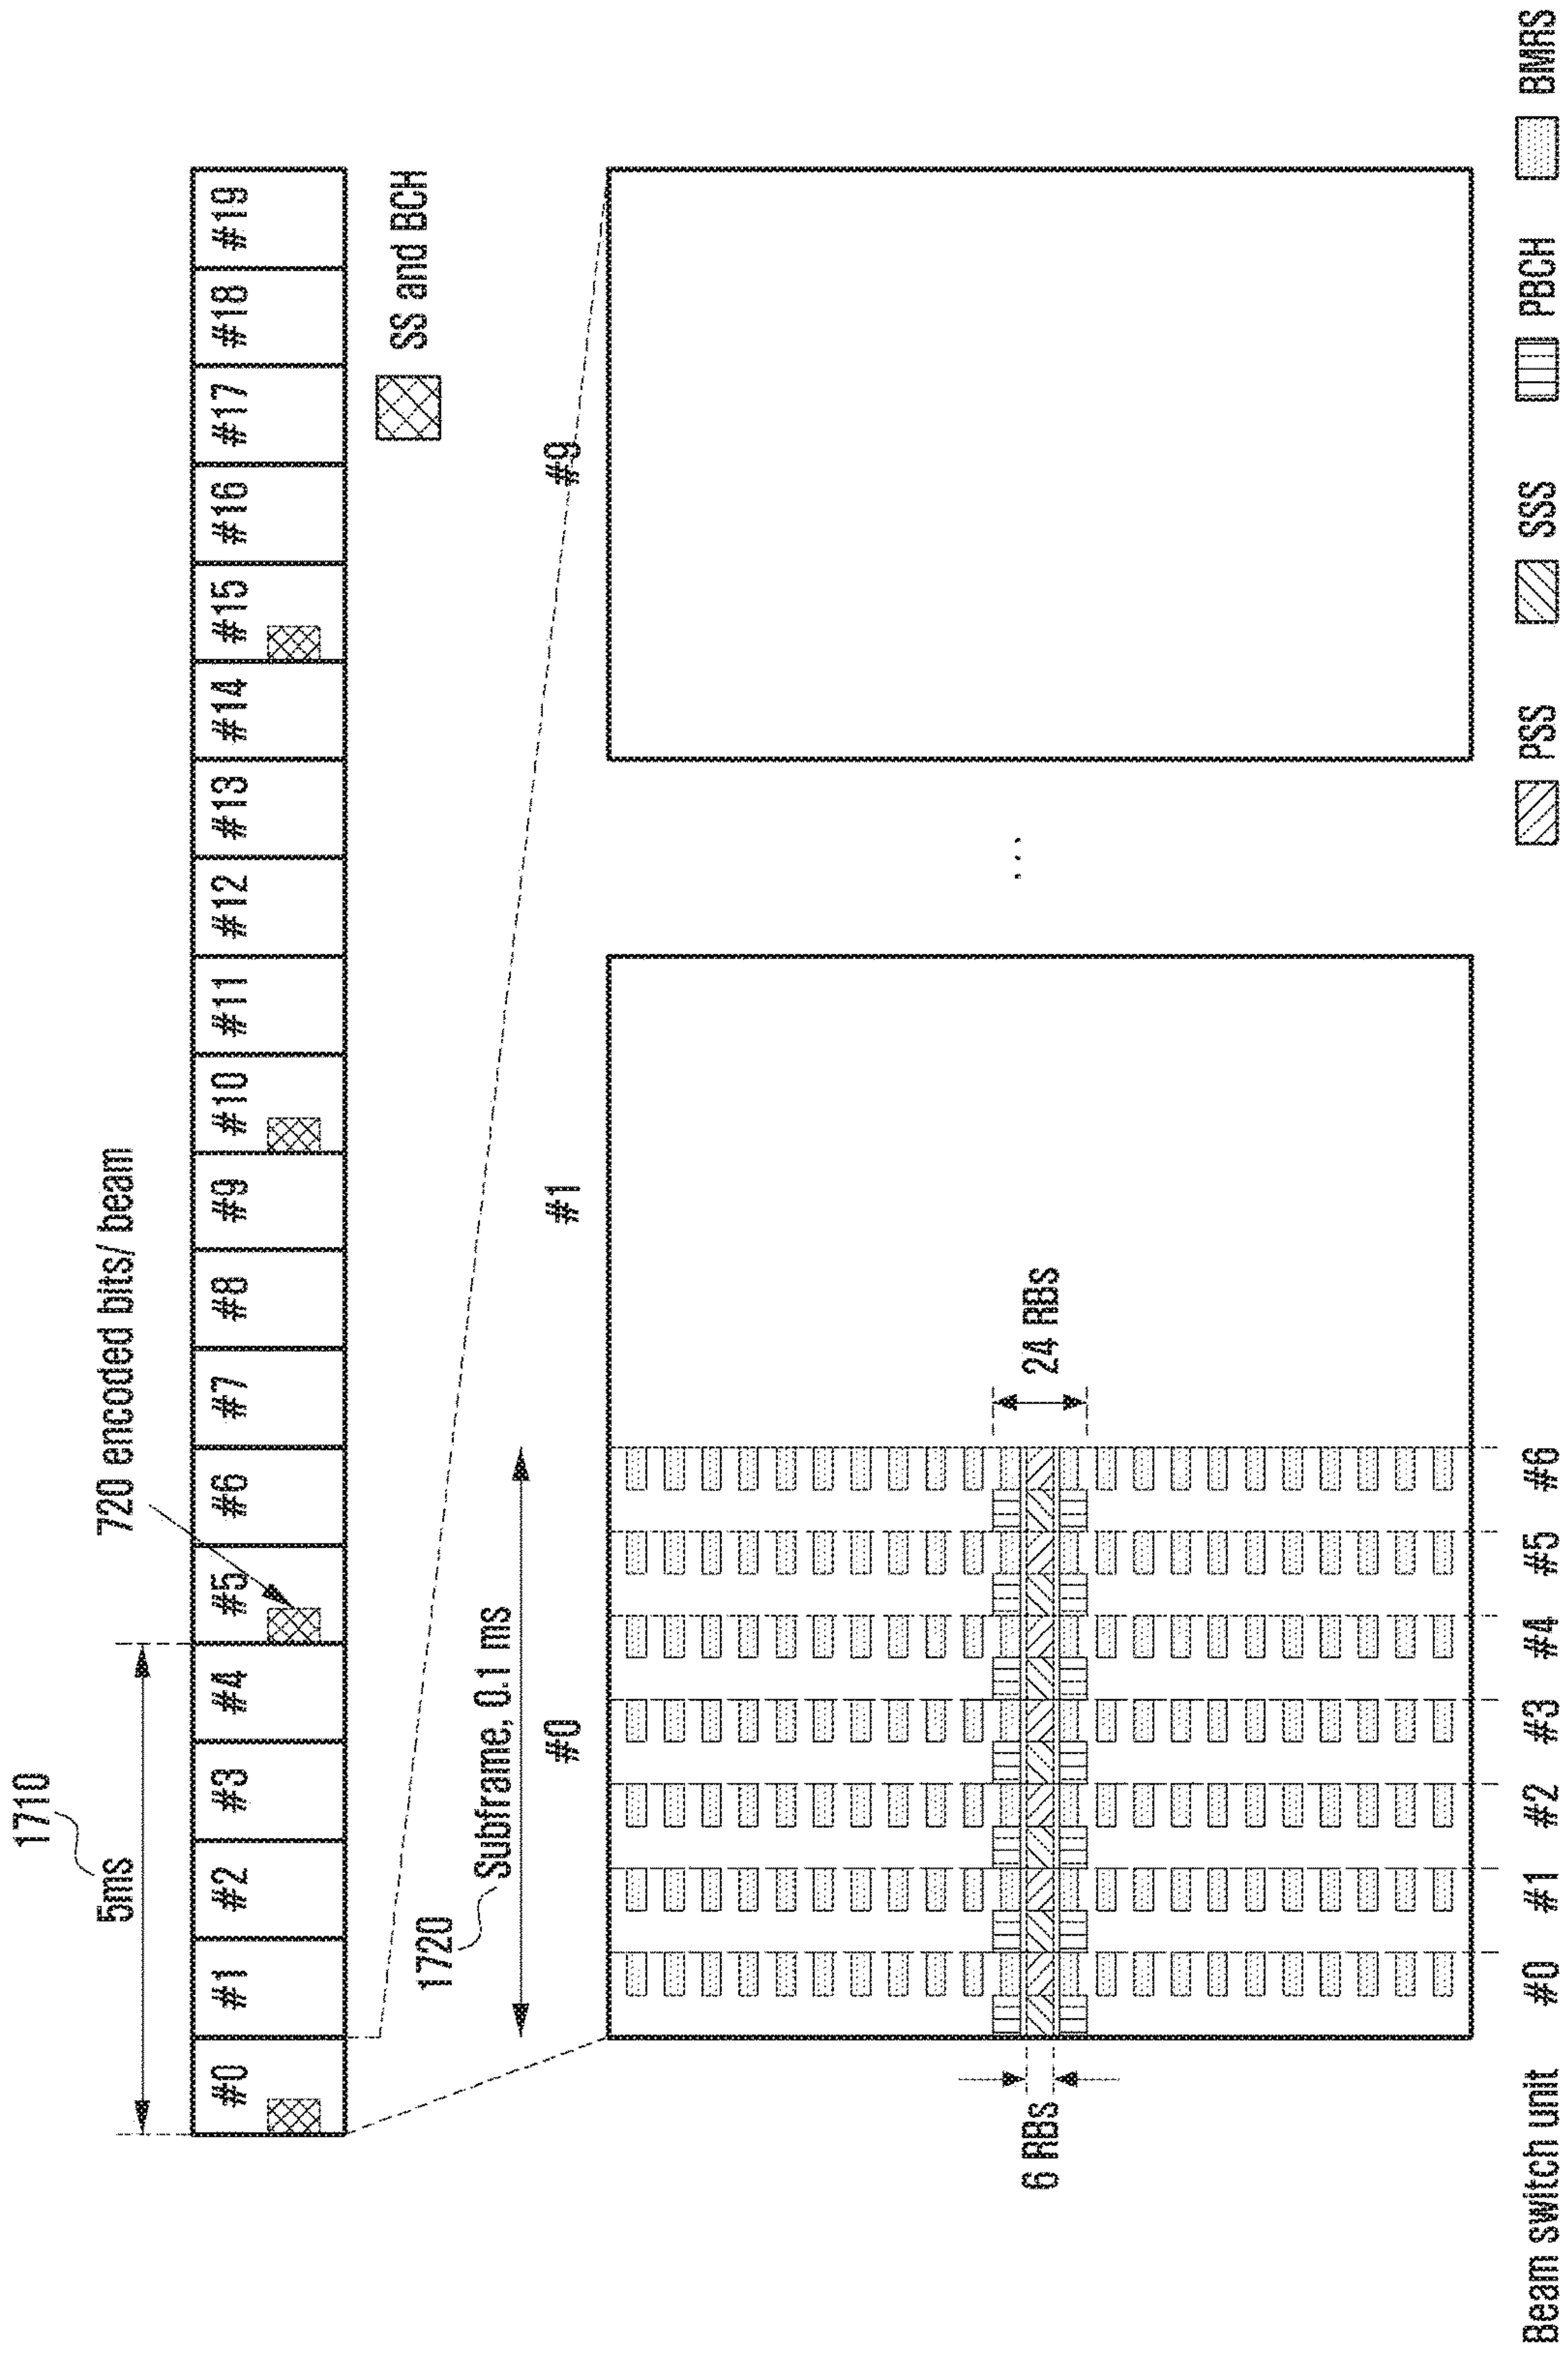 1710
5ms
720 encoded bits/ beam
#0 #1 #2 #3 #4 #5 #6 #7 #8 #9 #10 #11 #12 #13 #14 #15 #16 #17 #18 #19
SS and BCH
1720
Subframe, 0.1 ms
#0 #1 #9
...
6 RBs
24 RBs
Beam switch unit #0 #1 #2 #3 #4 #5 #6
PSS SSS PBCH BMRS